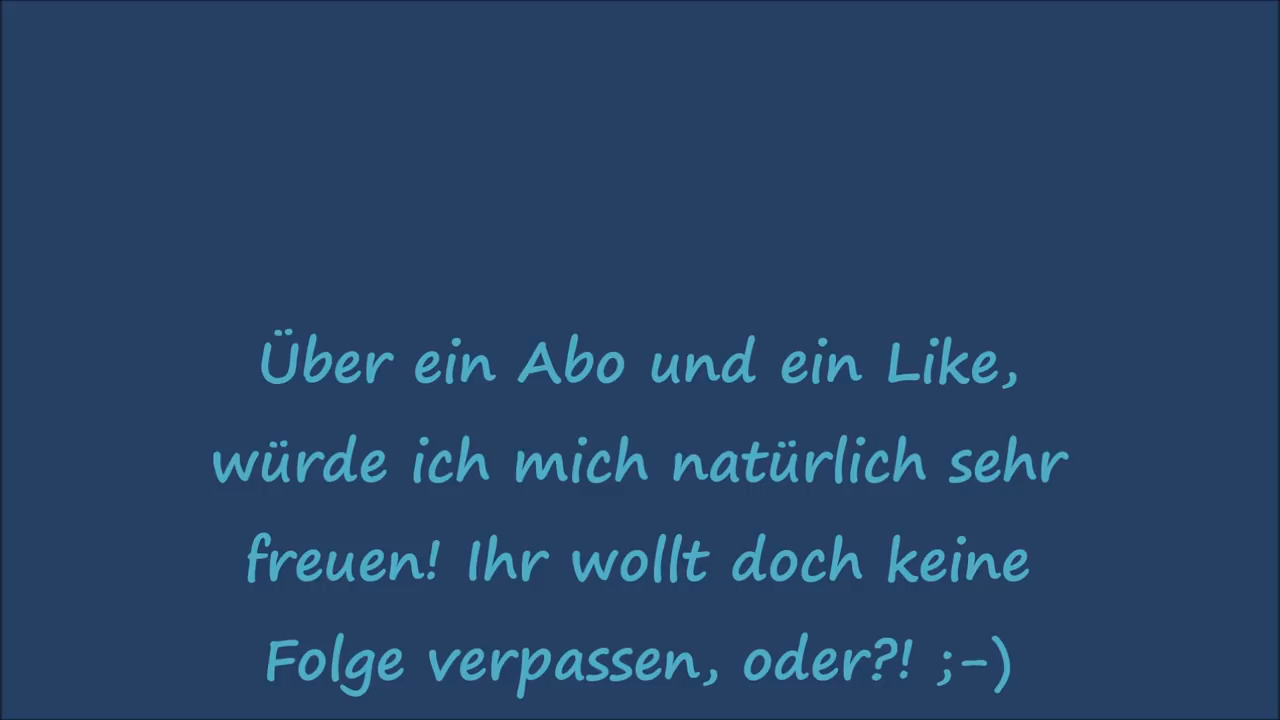 Über ein Abo und ein Like,
würde ich mich natürlich sehr
freuen! Ihr wollt doch keine
Folge verpassen, oder?! ;-)